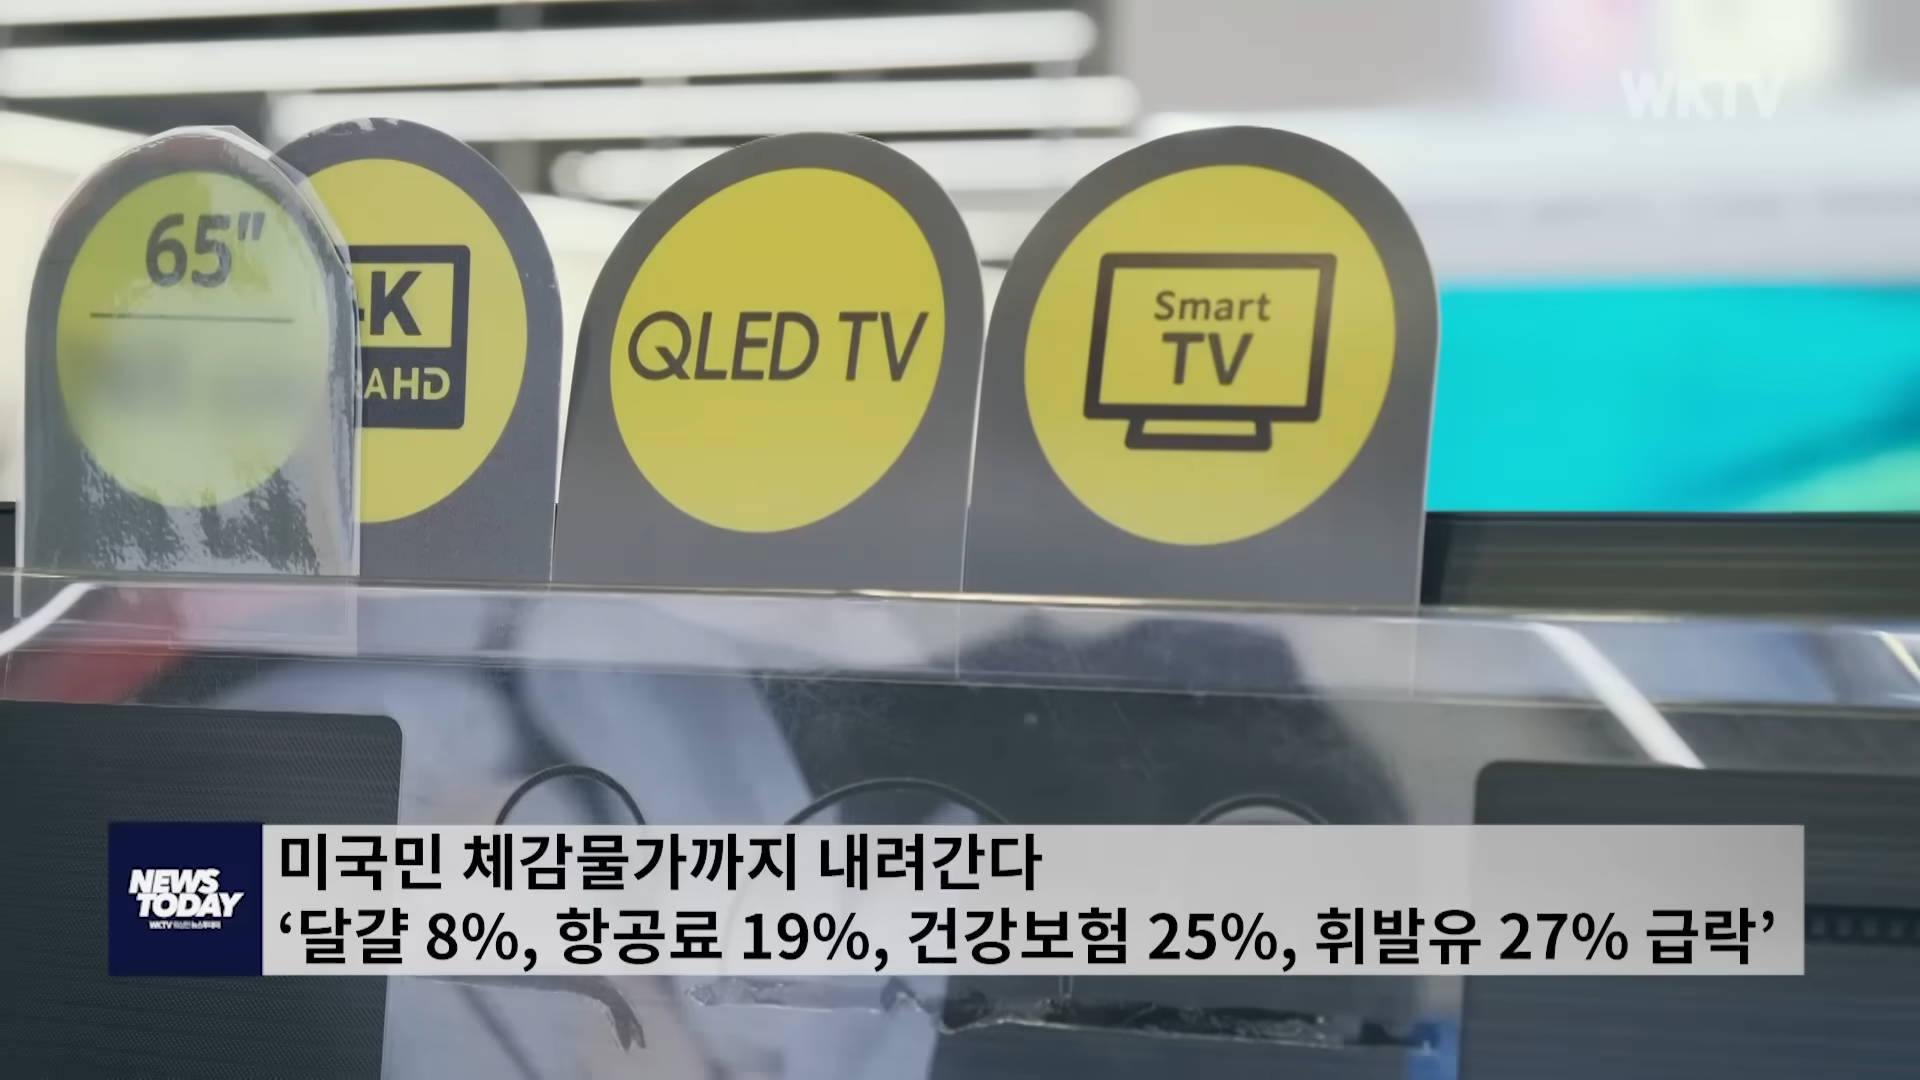 WKTV
65"
K
AHD
QLED TV
Smart
TV
NEWS
TODAY
미국민 체감물가까지 내려간다
‘달걀 8%, 항공료 19%, 건강보험 25%, 휘발유 27% 급락’